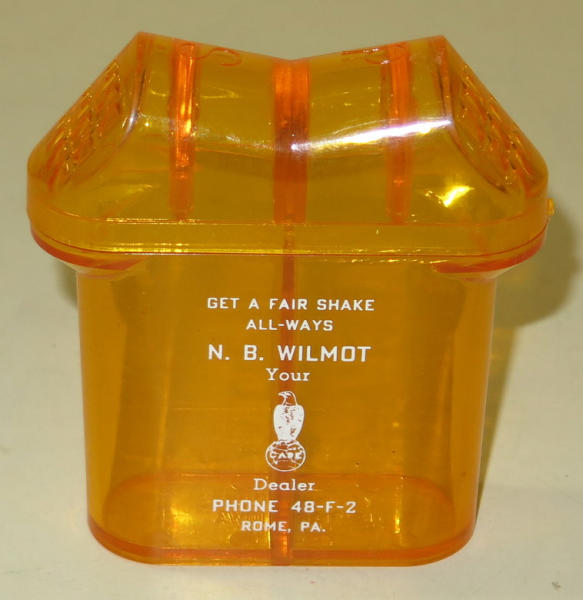 S P
GET A FAIR SHAKE
ALL-WAYS
N. B. WILMOT
Your
CASE
Dealer
PHONE 48-F-2
ROME, PA.